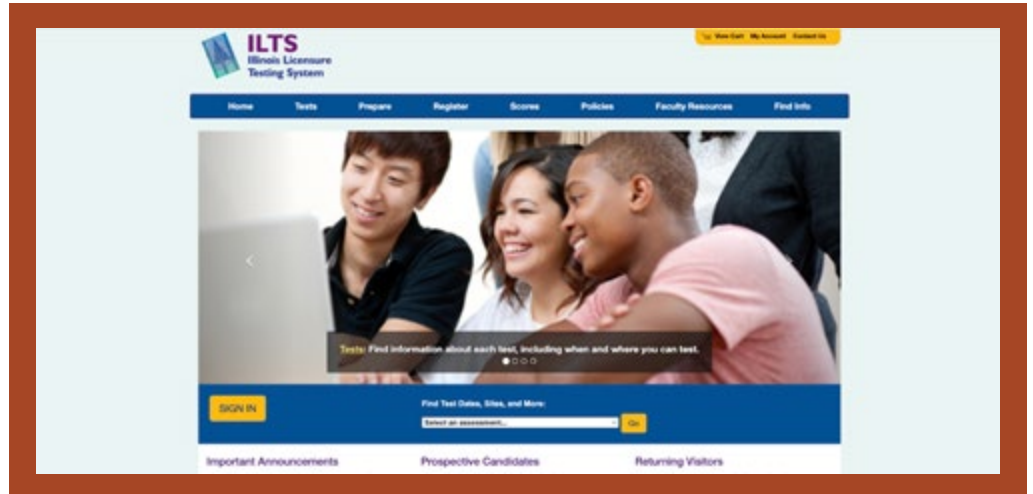 ILTS
Illinois Licensure
Testing System
View Cart My Account Contact Us
Home Tests Prepare Register Scores Policies Faculty Resources Find Info
Tests: Find information about each test, including when and where you can test.
SIGN IN
Find Test Dates, Sites, and More:
Select an assessment... Go
Important Announcements Prospective Candidates Returning Visitors